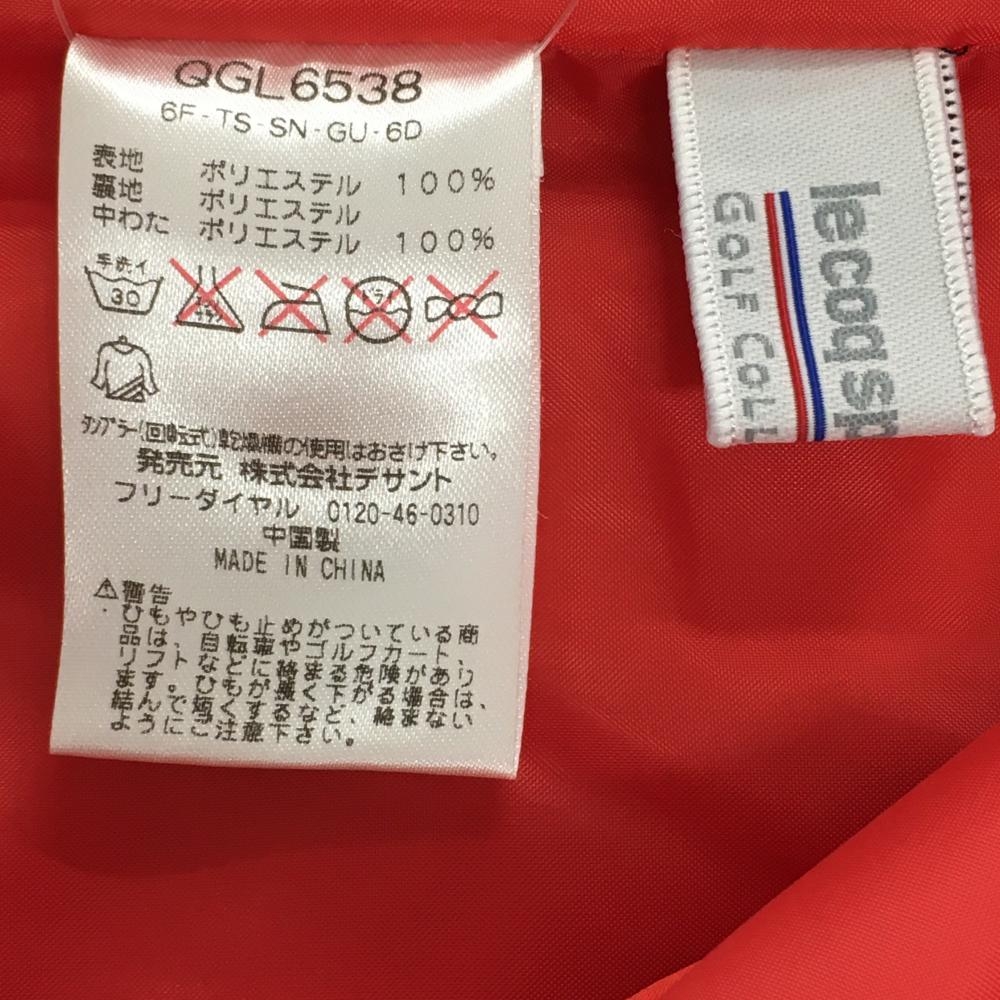 QGL6538
6F-TS-SN-GU-6D
表地 ポリエステル 100%
裏地 ポリエステル
中わた ポリエステル 100%
手洗イ
30
ドライ
タンブラー(回転式)乾燥機の使用はおさけ下さい。
発売元 株式会社デサント
フリーダイヤル 0120-46-0310
中国製
MADE IN CHINA
⚠警告
・ひもやひも止めがついている商
品は、自転車やゴルフカート、
リフトなどに絡まる危険があり
ます。ひもが長く下がる場合は、
結んで短くするなど、絡まない
ようにご注意下さい。
lecoq sp
GOLF COLL